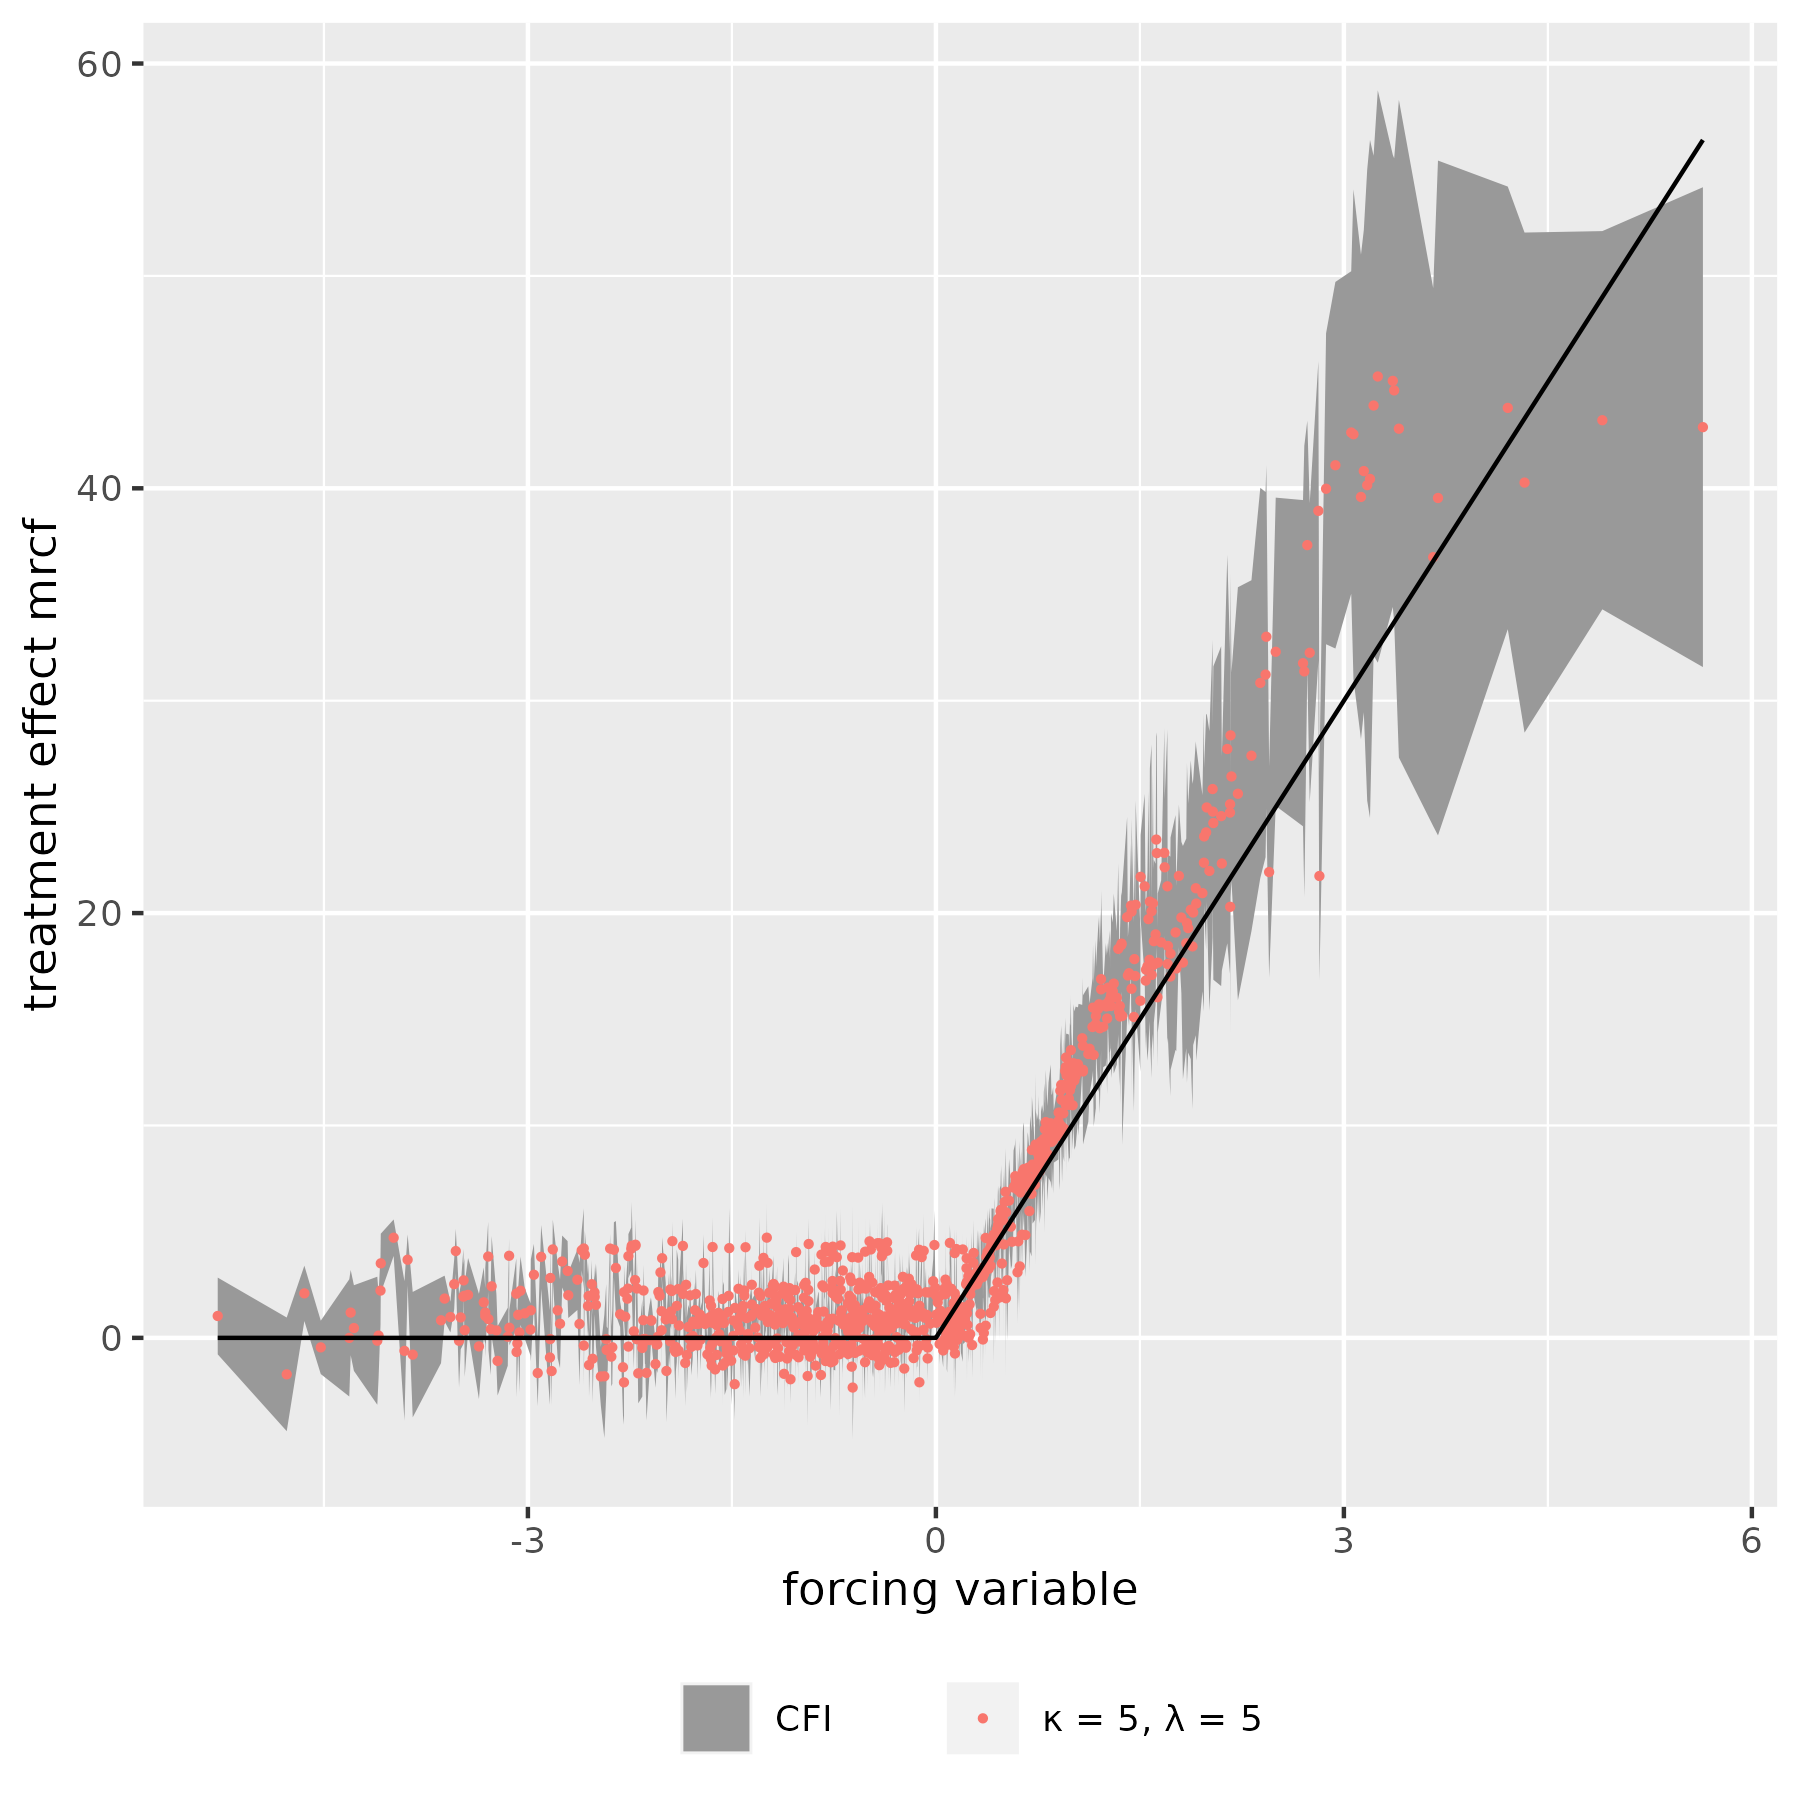 60
40
20
0
treatment effect mrcf
-3 0 3 6
forcing variable
CFI κ = 5, λ = 5